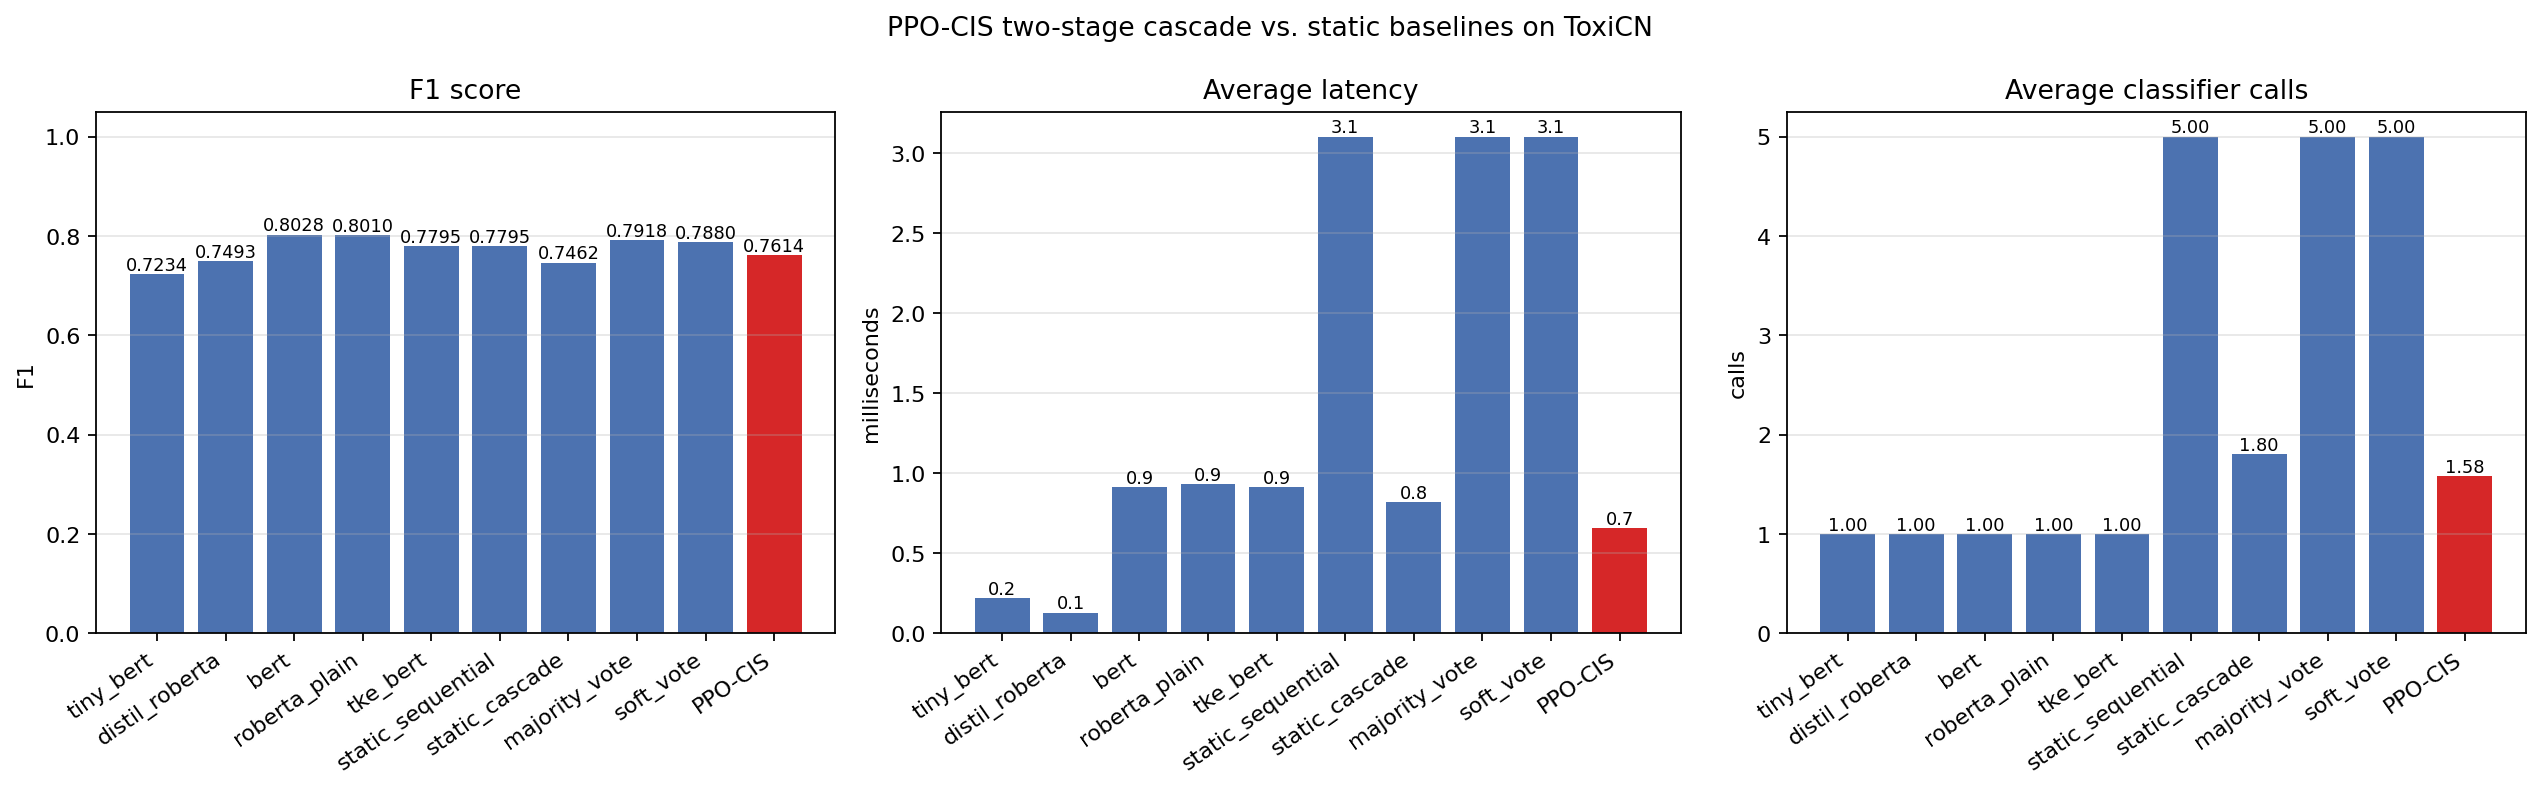 PPO-CIS two-stage cascade vs. static baselines on ToxiCN
F1 score
F1
1.0
0.8
0.6
0.4
0.2
0.0
0.7234
0.7493
0.8028
0.8010
0.7795
0.7795
0.7462
0.7918
0.7880
0.7614
tiny_bert
distil_roberta
bert
roberta_plain
tke_bert
static_sequential
static_cascade
majority_vote
soft_vote
PPO-CIS
Average latency
milliseconds
3.0
2.5
2.0
1.5
1.0
0.5
0.0
0.2
0.1
0.9
0.9
0.9
3.1
0.8
3.1
3.1
0.7
tiny_bert
distil_roberta
bert
roberta_plain
tke_bert
static_sequential
static_cascade
majority_vote
soft_vote
PPO-CIS
Average classifier calls
calls
5
4
3
2
1
0
1.00
1.00
1.00
1.00
1.00
5.00
1.80
5.00
5.00
1.58
tiny_bert
distil_roberta
bert
roberta_plain
tke_bert
static_sequential
static_cascade
majority_vote
soft_vote
PPO-CIS